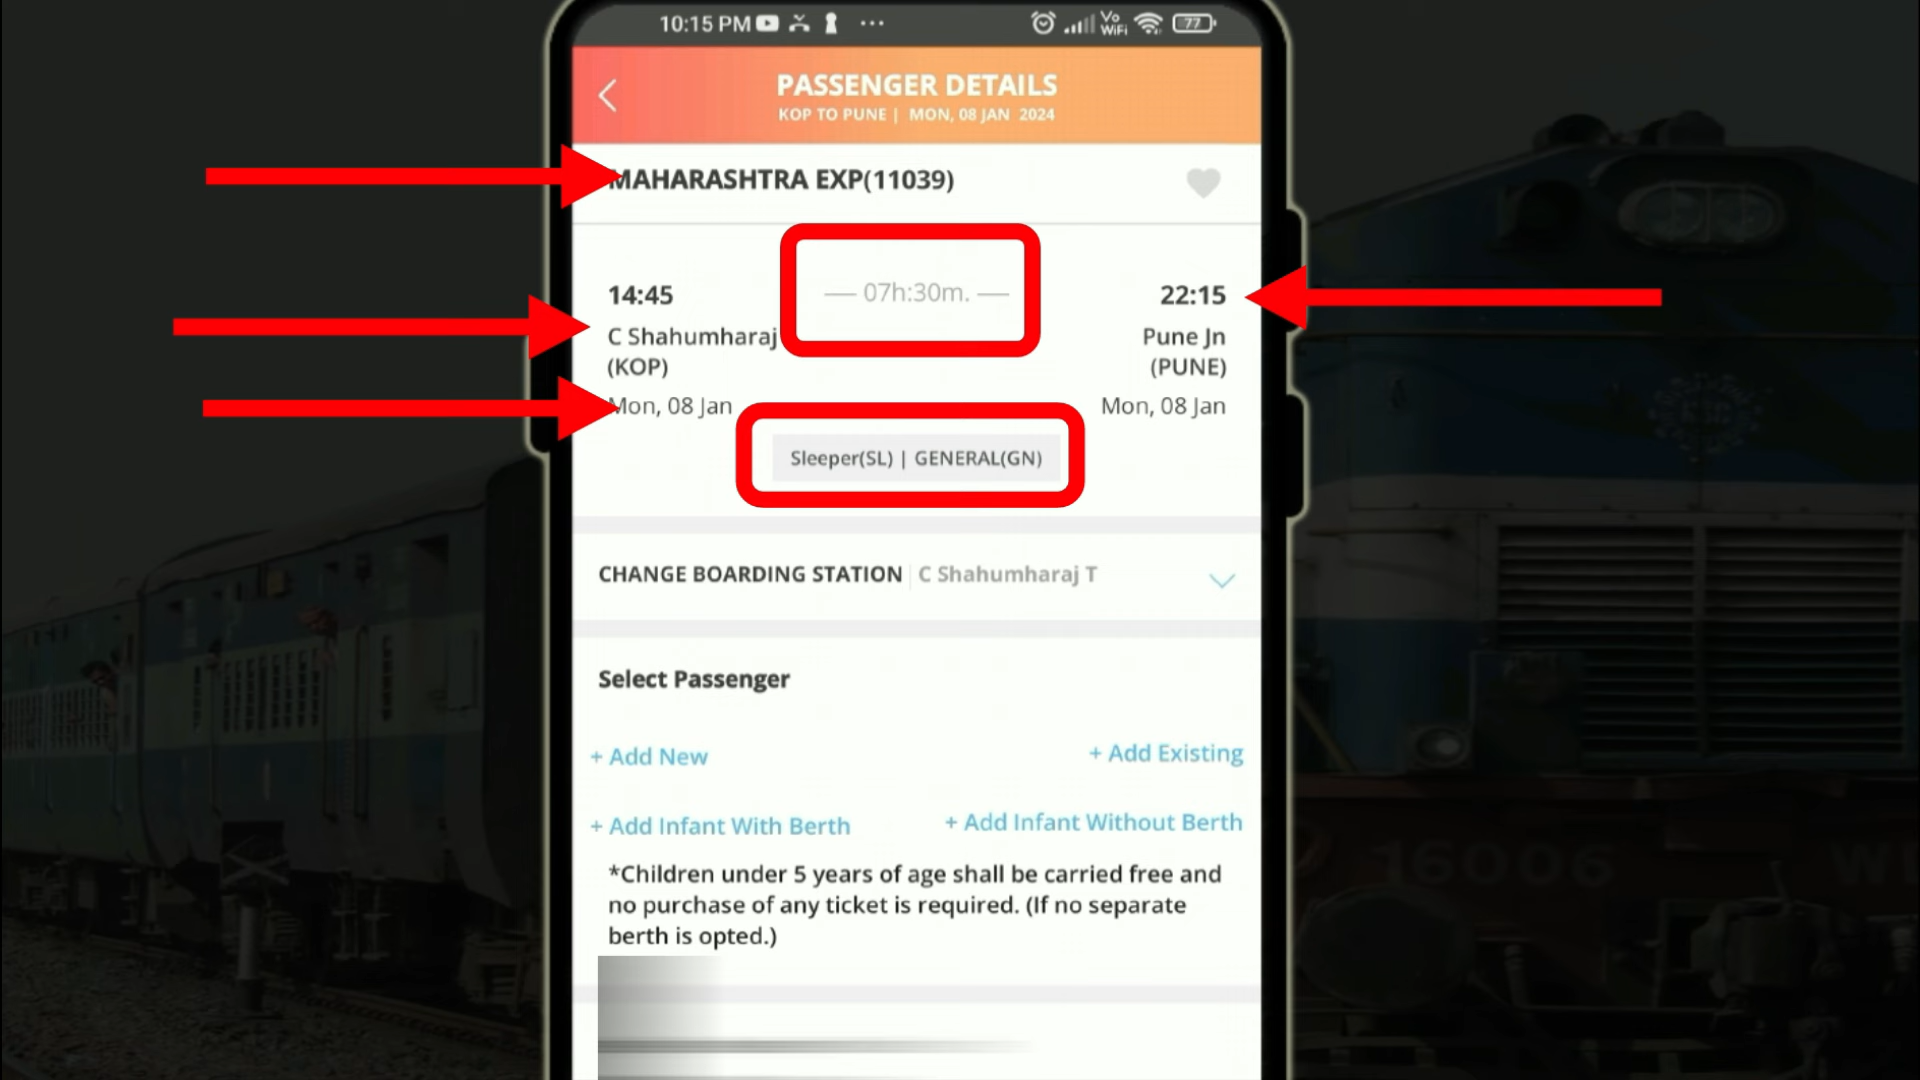 10:15 PM
Vo
WiFi
77
PASSENGER DETAILS
KOP TO PUNE | MON, 08 JAN 2024
MAHARASHTRA EXP(11039)
14:45
07h:30m.
22:15
C Shahumharaj
Pune Jn
(KOP)
(PUNE)
Mon, 08 Jan
Mon, 08 Jan
Sleeper(SL) | GENERAL(GN)
CHANGE BOARDING STATION | C Shahumharaj T
Select Passenger
+ Add New
+ Add Existing
+ Add Infant With Berth
+ Add Infant Without Berth
*Children under 5 years of age shall be carried free and
no purchase of any ticket is required. (If no separate
berth is opted.)
16006